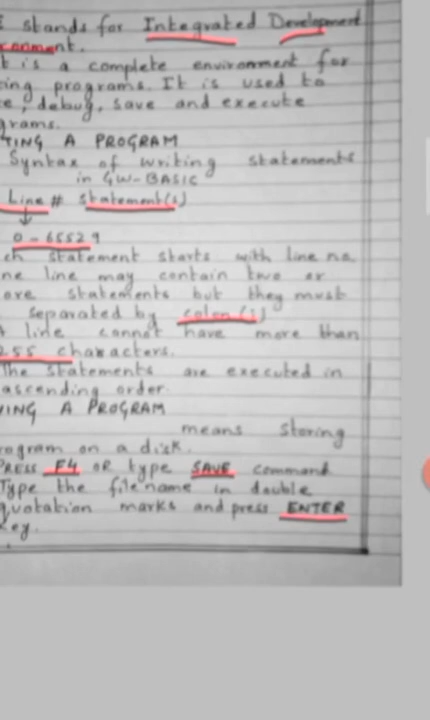 stands for Integrated Development
ronment.
t is a complete environment for
ing programs. It is used to
e, debug, save and execute
grams.
TING A PROGRAM
Syntax of writing statements
in GW-BASIC
Line # Statement(s)
0 - 65529
ch statement starts with line no.
ne line may contain two or
ore statements but they must
separated by colon (:)
A line cannot have more than
255 characters.
The statements are executed in
ascending order.
VING A PROGRAM
means storing
rogram on a disk.
PRESS F4 OR type SAVE command
Type the filename in double
quotation marks and press ENTER
key.